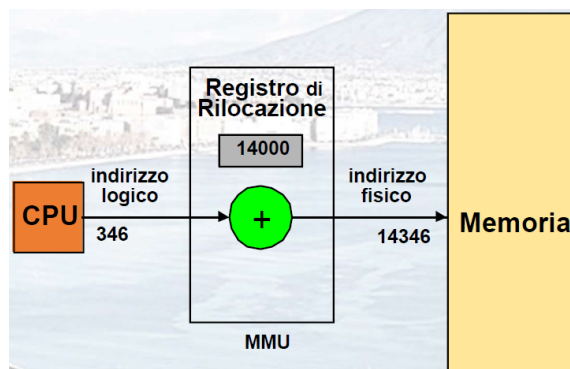 Registro di
Rilocazione
14000
indirizzo
logico
CPU
346
+
indirizzo
fisico
14346
Memoria
MMU